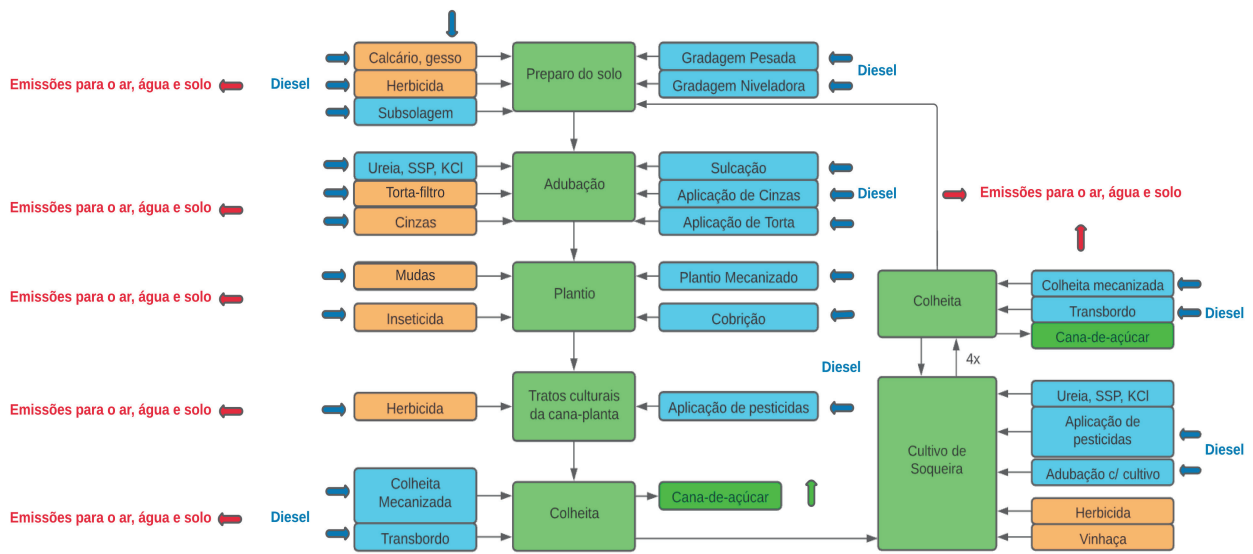 Calcário, gesso
Preparo do solo
Gradagem Pesada
Diesel
Emissões para o ar, água e solo
Diesel
Herbicida
Gradagem Niveladora
Subsolagem
Ureia, SSP, KCl
Adubação
Sulcação
Torta-filtro
Aplicação de Cinzas
Diesel
Emissões para o ar, água e solo
Emissões para o ar, água e solo
Cinzas
Aplicação de Torta
Mudas
Plantio
Plantio Mecanizado
Emissões para o ar, água e solo
Inseticida
Cobrição
Colheita
Colheita mecanizada
Transbordo
Diesel
Cana-de-açúcar
4x
Diesel
Tratos culturais
da cana-planta
Emissões para o ar, água e solo
Herbicida
Aplicação de pesticidas
Cultivo de
Soqueira
Ureia, SSP, KCl
Aplicação de
pesticidas
Diesel
Adubação c/ cultivo
Herbicida
Vinhaça
Colheita
Mecanizada
Cana-de-açúcar
Emissões para o ar, água e solo
Diesel
Colheita
Transbordo